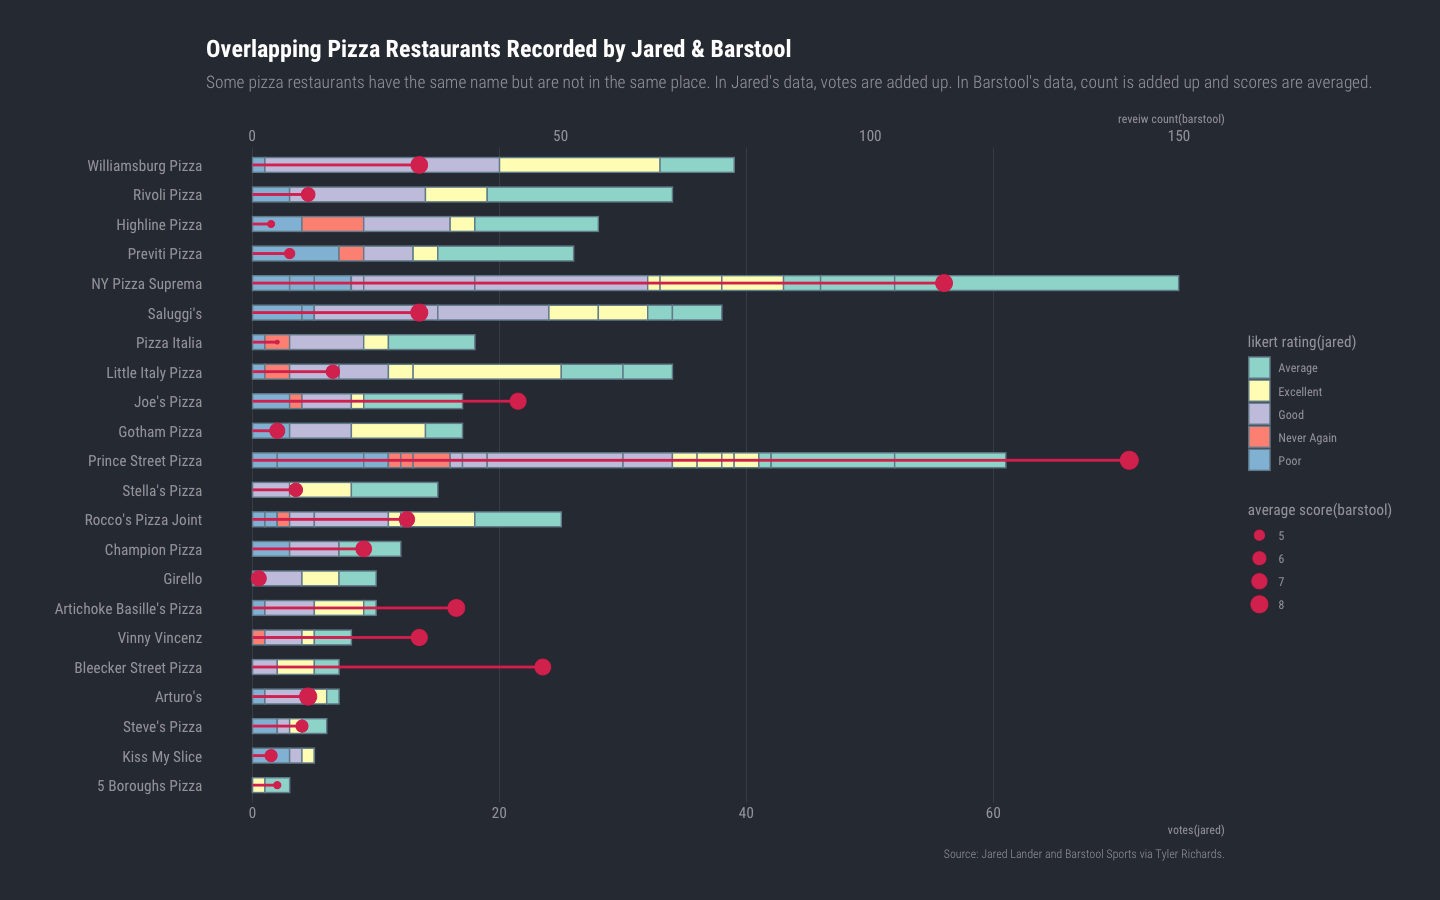 Overlapping Pizza Restaurants Recorded by Jared & Barstool
Some pizza restaurants have the same name but are not in the same place. In Jared's data, votes are added up. In Barstool's data, count is added up and scores are averaged.
reveiw count(barstool)
0 50 100 150
Williamsburg Pizza
Rivoli Pizza
Highline Pizza
Previti Pizza
NY Pizza Suprema
Saluggi's
Pizza Italia
Little Italy Pizza
Joe's Pizza
Gotham Pizza
Prince Street Pizza
Stella's Pizza
Rocco's Pizza Joint
Champion Pizza
Girello
Artichoke Basille's Pizza
Vinny Vincenz
Bleecker Street Pizza
Arturo's
Steve's Pizza
Kiss My Slice
5 Boroughs Pizza
0 20 40 60
votes(jared)
likert rating(jared)
Average
Excellent
Good
Never Again
Poor
average score(barstool)
5
6
7
8
Source: Jared Lander and Barstool Sports via Tyler Richards.